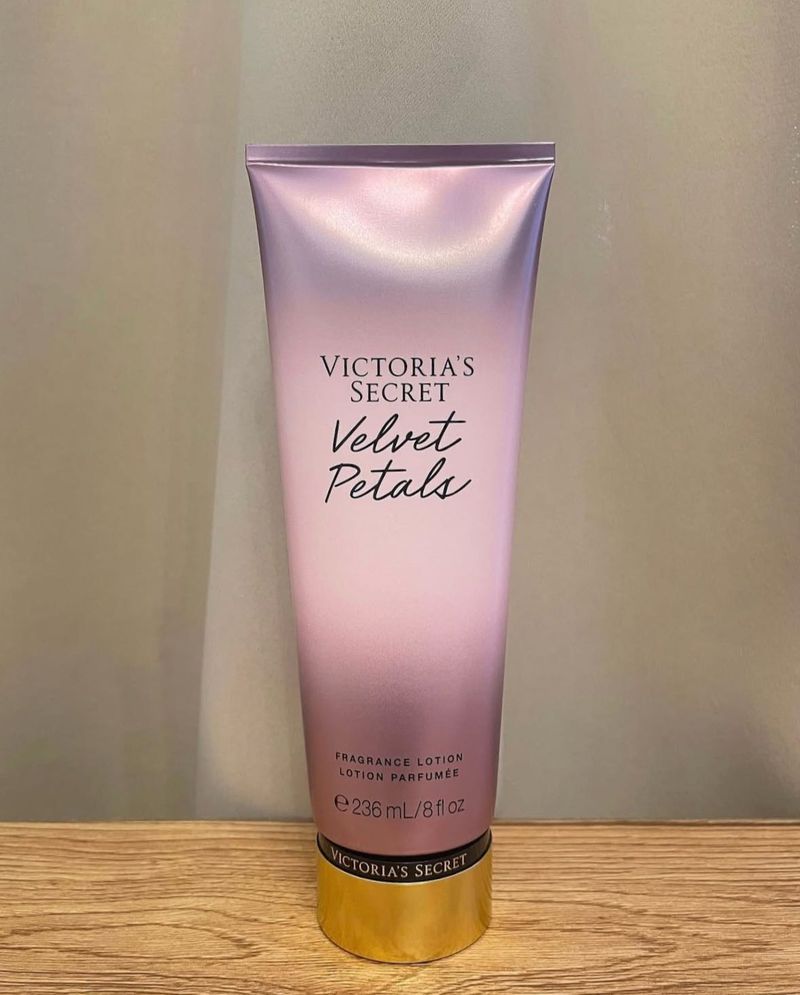 VICTORIA'S
SECRET
Velvet
Petals
FRAGRANCE LOTION
LOTION PARFUMÉE
℮ 236 mL/8 fl oz
VICTORIA'S SECRET